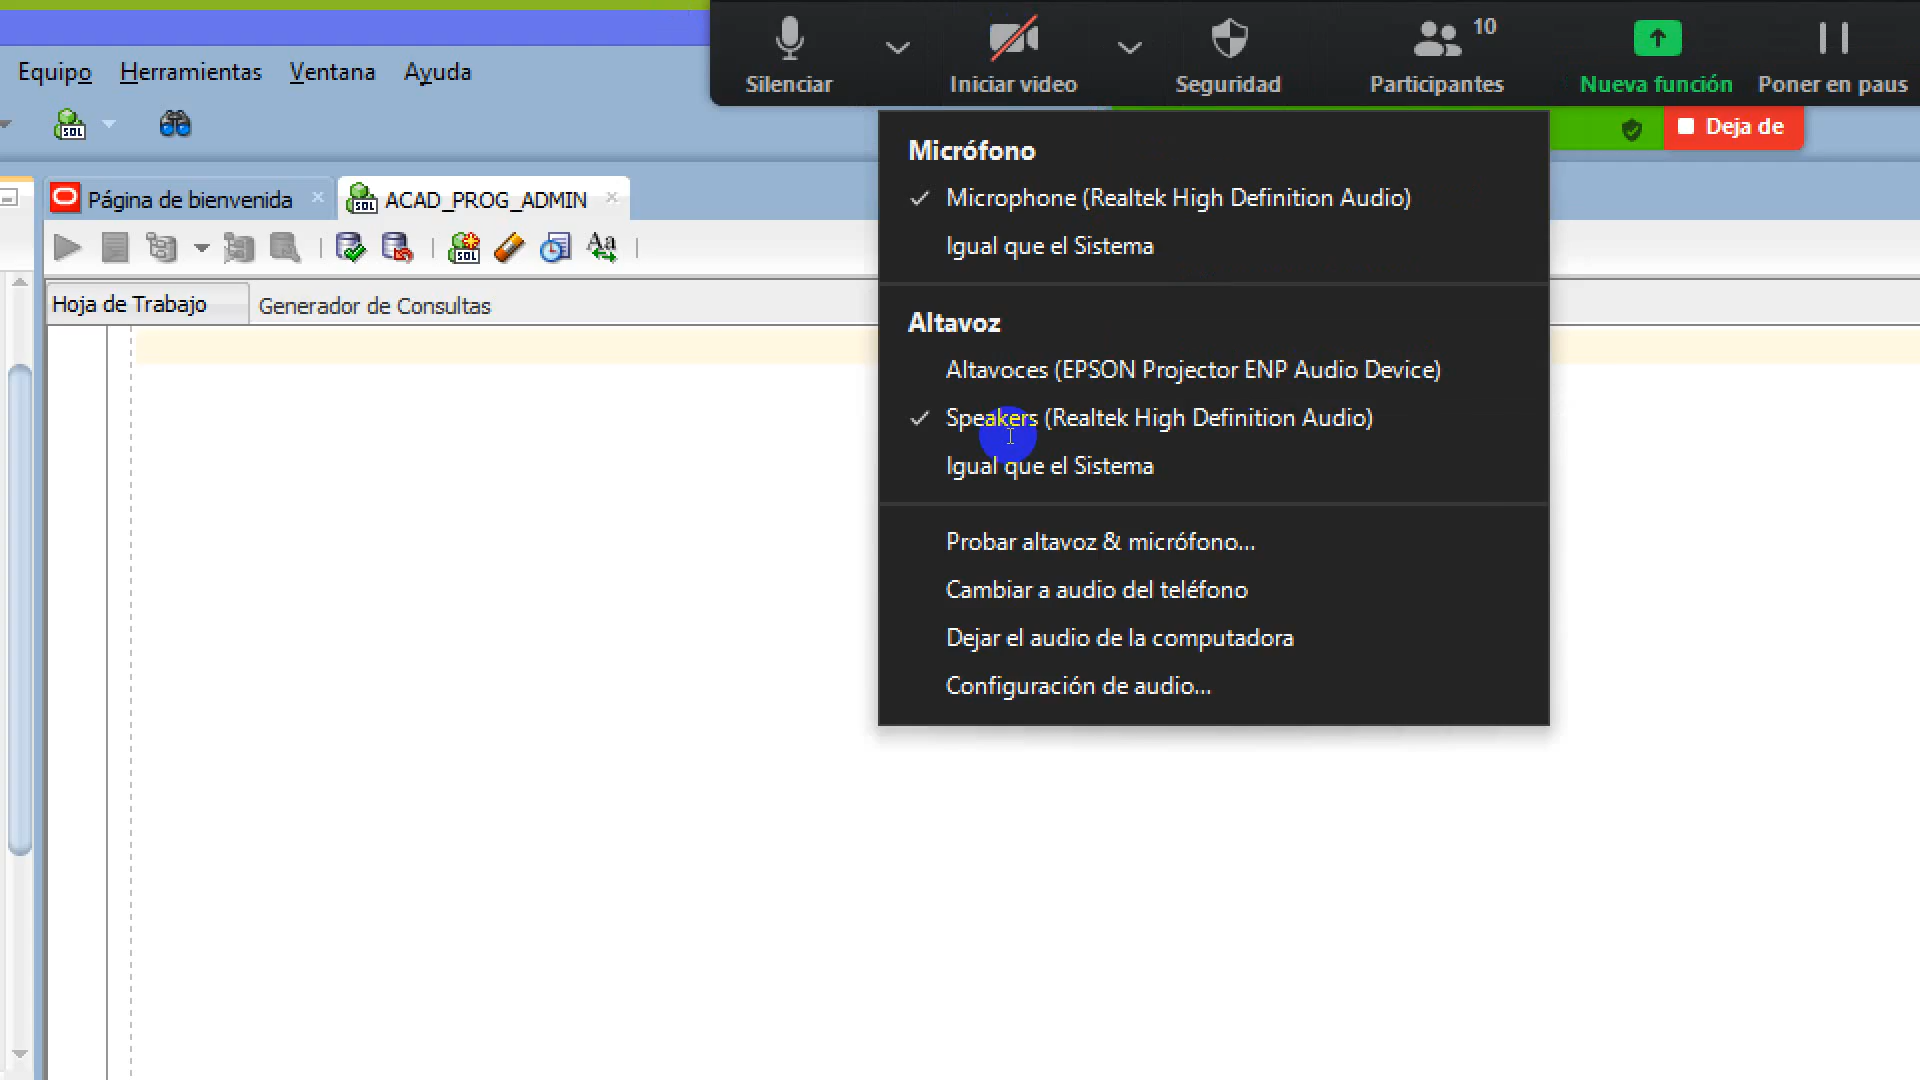 Equipo Herramientas Ventana Ayuda
Silenciar Iniciar video Seguridad 10 Participantes Nueva función Poner en paus
Deja de
SQL
Página de bienvenida ACAD_PROG_ADMIN
Hoja de Trabajo Generador de Consultas
Micrófono
Microphone (Realtek High Definition Audio)
Igual que el Sistema
Altavoz
Altavoces (EPSON Projector ENP Audio Device)
Speakers (Realtek High Definition Audio)
Igual que el Sistema
Probar altavoz & micrófono...
Cambiar a audio del teléfono
Dejar el audio de la computadora
Configuración de audio...